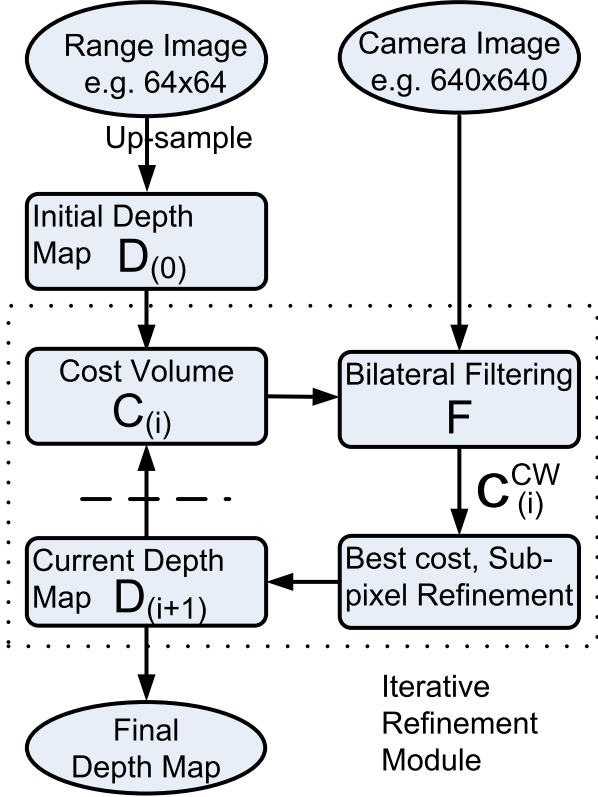 Range Image
e.g. 64x64
Camera Image
e.g. 640x640
Up-sample
Initial Depth
Map D(0)
Cost Volume
C(i)
Bilateral Filtering
F
C(i)CW
Current Depth
Map D(i+1)
Best cost, Sub-
pixel Refinement
Final
Depth Map
Iterative
Refinement
Module